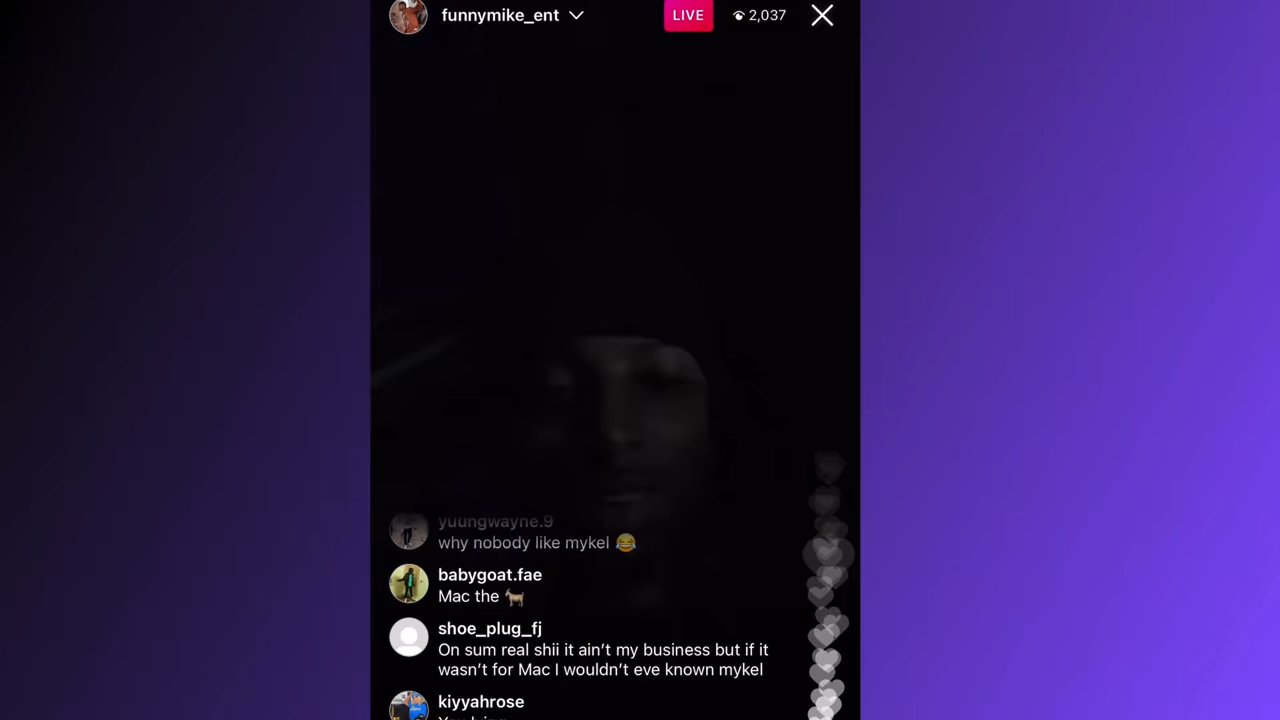 funnymike_ent
LIVE
2,037
yuungwayne.9
why nobody like mykel 😂
babygoat.fae
Mac the 🐐
shoe_plug_fj
On sum real shii it ain't my business but if it
wasn't for Mac I wouldn't eve known mykel
kiyyahrose